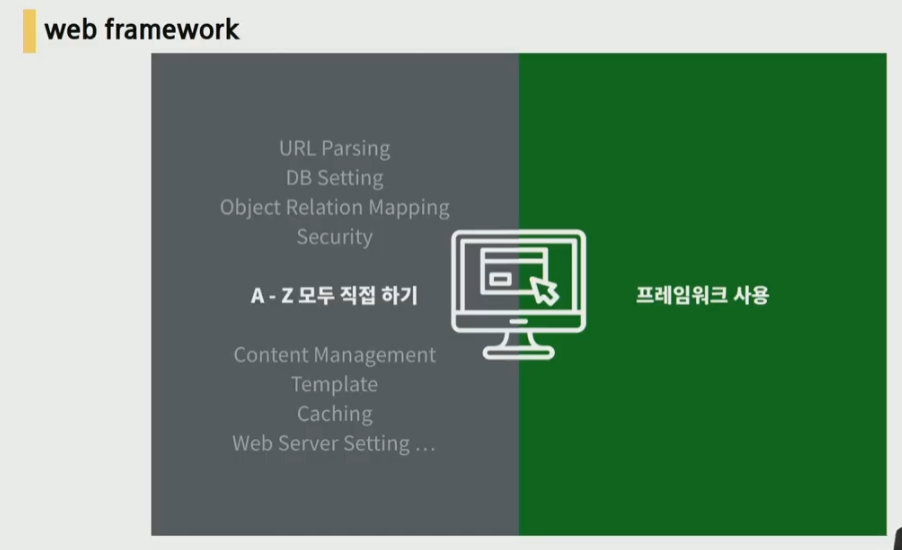 web framework
URL Parsing
DB Setting
Object Relation Mapping
Security
A - Z 모두 직접 하기
프레임워크 사용
Content Management
Template
Caching
Web Server Setting …